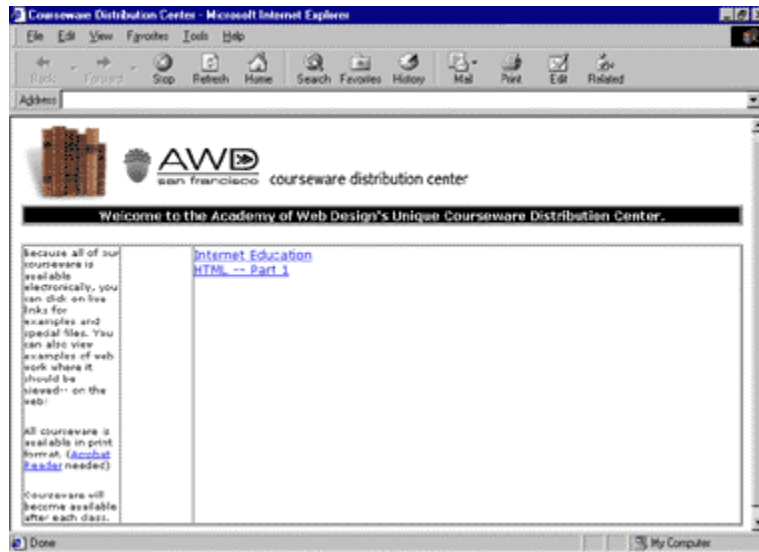 Courseware Distribution Center - Microsoft Internet Explorer
File Edit View Favorites Tools Help
Back Forward Stop Refresh Home Search Favorites History Mail Print Edit Related
Address
AWD
san francisco courseware distribution center
Welcome to the Academy of Web Design's Unique Courseware Distribution Center.
Because all of our
courseware is
available
electronically, you
can click on live
links for
examples and
special files. You
can also view
examples of web
work where it
should be
viewed-- on the
web!
All courseware is
available in print
format. (Acrobat
Reader needed)
Courseware will
become available
after each class.
Internet Education
HTML -- Part 1
Done
My Computer